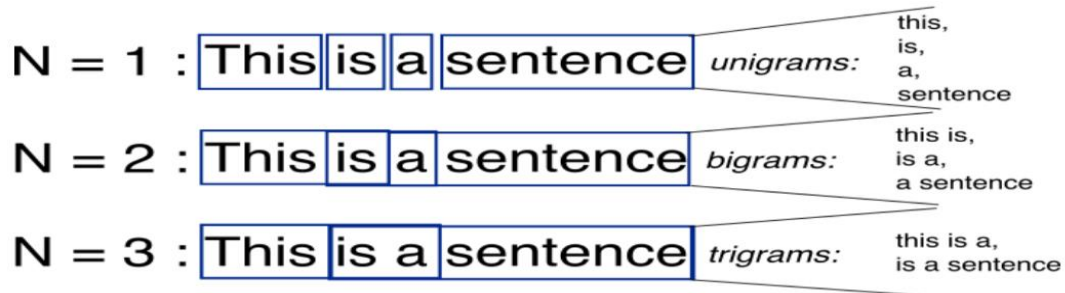 N = 1 : This is a sentence unigrams:
this,
is,
a,
sentence
N = 2 : This is a sentence bigrams:
this is,
is a,
a sentence
N = 3 : This is a sentence trigrams:
this is a,
is a sentence